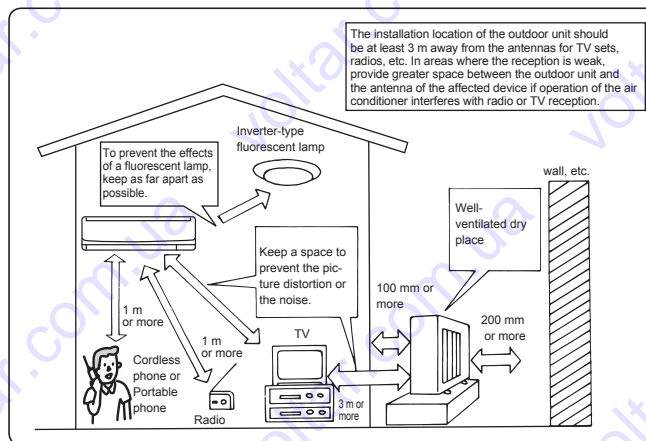 The installation location of the outdoor unit should
be at least 3 m away from the antennas for TV sets,
radios, etc. In areas where the reception is weak,
provide greater space between the outdoor unit and
the antenna of the affected device if operation of the air
conditioner interferes with radio or TV reception.
Inverter-type
fluorescent lamp
To prevent the effects
of a fluorescent lamp,
keep as far apart as
possible.
wall, etc.
Well-
ventilated dry
place
Keep a space to
prevent the pic-
ture distortion or
the noise.
100 mm or
more
1 m
or more
200 mm
or more
1 m
or more
TV
Cordless
phone or
Portable
phone
Radio
3 m or
more
voltar.com.ua